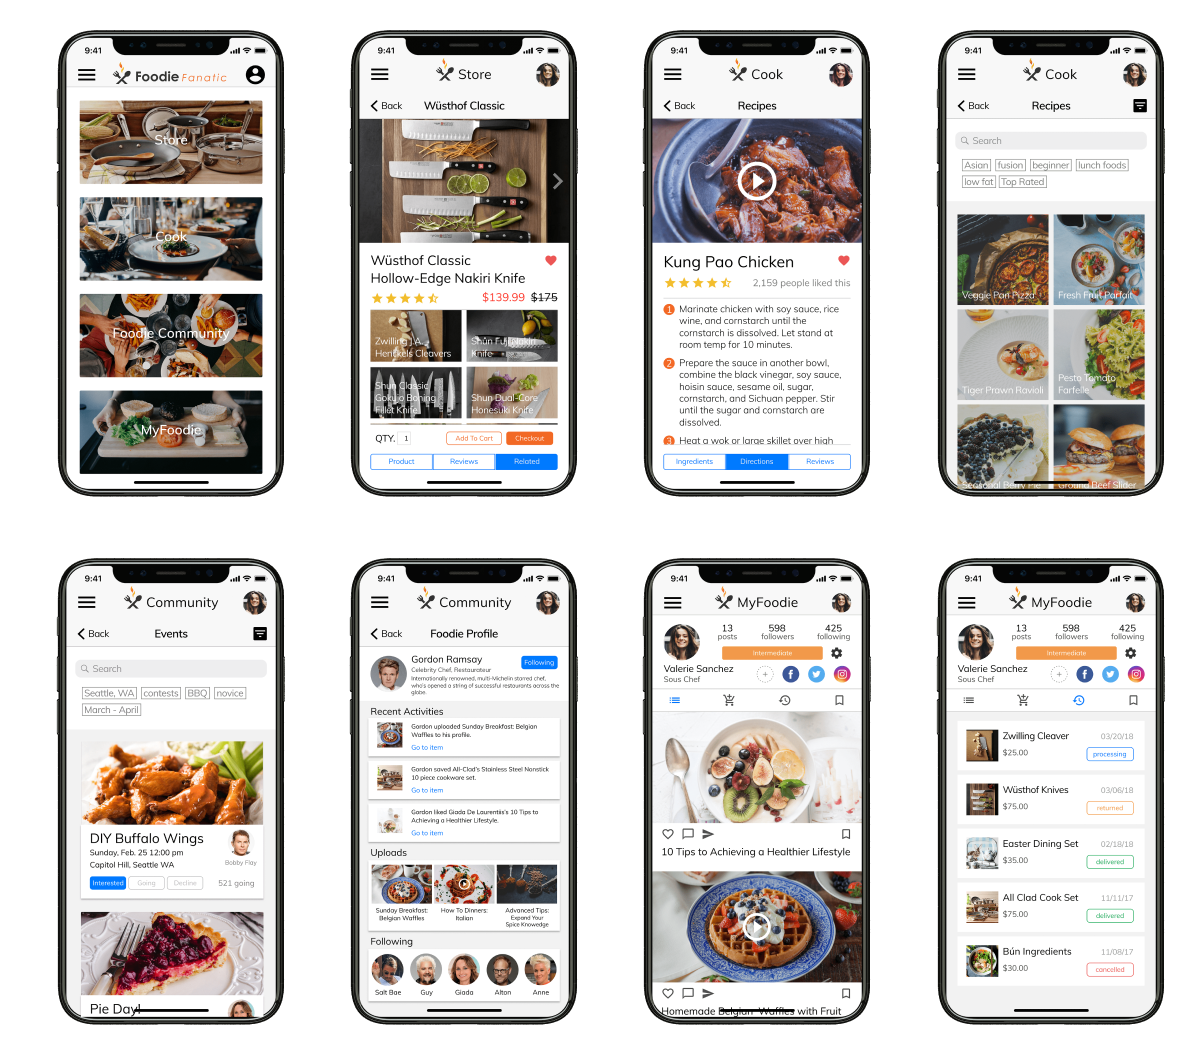 9:41
Foodie Fanatic
Store
Cook
Foodie Community
MyFoodie
9:41
Store
Back
Wüsthof Classic
Wüsthof Classic
Hollow-Edge Nakiri Knife
$139.99 $175
Zwilling J.A.
Henckels Cleavers
Shun Fuji Nakiri
Knife
Shun Classic
Gokujo Boning
Fillet Knife
Shun Dual-Core
Honesuki Knife
QTY. 1
Add To Cart
Checkout
Product
Reviews
Related
9:41
Cook
Back
Recipes
Kung Pao Chicken
2,159 people liked this
1 Marinate chicken with soy sauce, rice
wine, and cornstarch until the
cornstarch is dissolved. Let stand at
room temp for 10 minutes.
2 Prepare the sauce in another bowl,
combine the black vinegar, soy sauce,
hoisin sauce, sesame oil, sugar,
cornstarch, and Sichuan pepper. Stir
until the sugar and cornstarch are
dissolved.
3 Heat a wok or large skillet over high
Ingredients
Directions
Reviews
9:41
Cook
Back
Recipes
Search
Asian fusion beginner lunch foods
low fat Top Rated
Veggie Pan Pizza
Fresh Fruit Parfait
Tiger Prawn Ravioli
Pesto Tomato
Farfelle
Seasonal Berry Pie
Ground Beef Slider
9:41
Community
Back
Events
Search
Seattle, WA contests BBQ novice
March - April
DIY Buffalo Wings
Sunday, Feb. 25 12:00 pm
Capitol Hill, Seattle WA
Bobby Flay
Interested
Going
Decline
521 going
Pie Day!
9:41
Community
Back
Foodie Profile
Gordon Ramsay
Following
Celebrity Chef, Restaurateur
Internationally renowned, multi-Michelin starred chef,
who's opened a string of successful restaurants across the
globe.
Recent Activities
Gordon uploaded Sunday Breakfast: Belgian
Waffles to his profile.
Go to item
Gordon saved All-Clad's Stainless Steel Nonstick
10 piece cookware set.
Go to item
Gordon liked Giada De Laurentiis's 10 Tips to
Achieving a Healthier Lifestyle.
Go to item
Uploads
Sunday Breakfast:
Belgian Waffles
How To Dinners:
Italian
Advanced Tips:
Expand Your
Spice Knowedge
Following
Salt Bae
Guy
Giada
Alton
Anne
9:41
MyFoodie
13
posts
598
followers
425
following
Intermediate
Valerie Sanchez
Sous Chef
10 Tips to Achieving a Healthier Lifestyle
Homemade Belgian Waffles with Fruit
9:41
MyFoodie
13
posts
598
followers
425
following
Intermediate
Valerie Sanchez
Sous Chef
Zwilling Cleaver 03/20/18
$25.00 processing
Wüsthof Knives 03/06/18
$75.00 returned
Easter Dining Set 02/18/18
$35.00 delivered
All Clad Cook Set 11/11/17
$75.00 delivered
Bún Ingredients 11/08/17
$30.00 cancelled